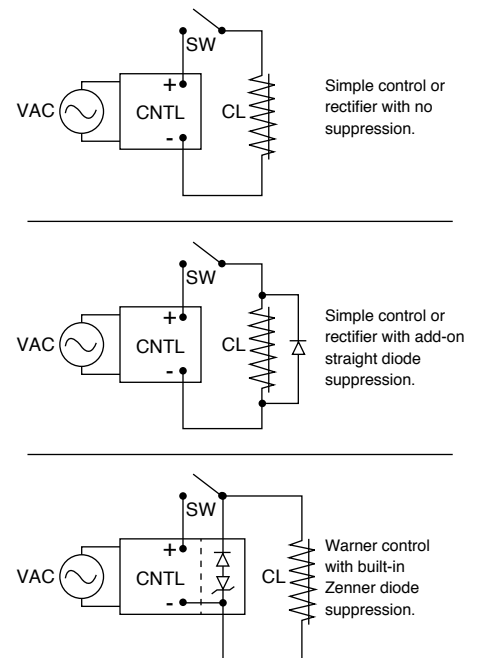 SW
+
VAC
CNTL
CL
-
Simple control or
rectifier with no
suppression.
SW
+
VAC
CNTL
CL
-
Simple control or
rectifier with add-on
straight diode
suppression.
SW
+
VAC
CNTL
CL
-
Warner control
with built-in
Zenner diode
suppression.